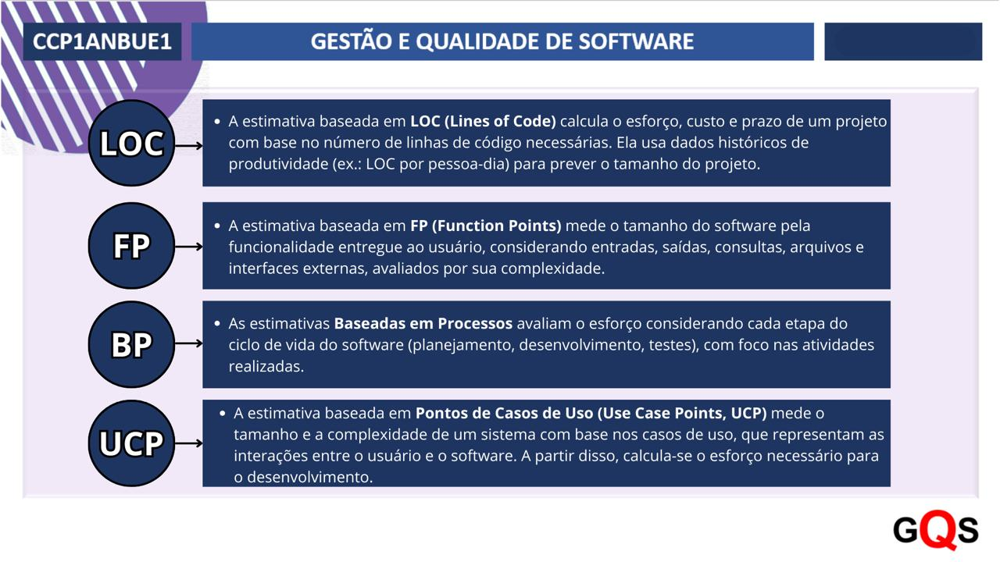 CCP1ANBUE1
GESTÃO E QUALIDADE DE SOFTWARE
LOC
• A estimativa baseada em LOC (Lines of Code) calcula o esforço, custo e prazo de um projeto
com base no número de linhas de código necessárias. Ela usa dados históricos de
produtividade (ex.: LOC por pessoa-dia) para prever o tamanho do projeto.
FP
• A estimativa baseada em FP (Function Points) mede o tamanho do software pela
funcionalidade entregue ao usuário, considerando entradas, saídas, consultas, arquivos e
interfaces externas, avaliados por sua complexidade.
BP
• As estimativas Baseadas em Processos avaliam o esforço considerando cada etapa do
ciclo de vida do software (planejamento, desenvolvimento, testes), com foco nas atividades
realizadas.
UCP
• A estimativa baseada em Pontos de Casos de Uso (Use Case Points, UCP) mede o
tamanho e a complexidade de um sistema com base nos casos de uso, que representam as
interações entre o usuário e o software. A partir disso, calcula-se o esforço necessário para
o desenvolvimento.
GQS